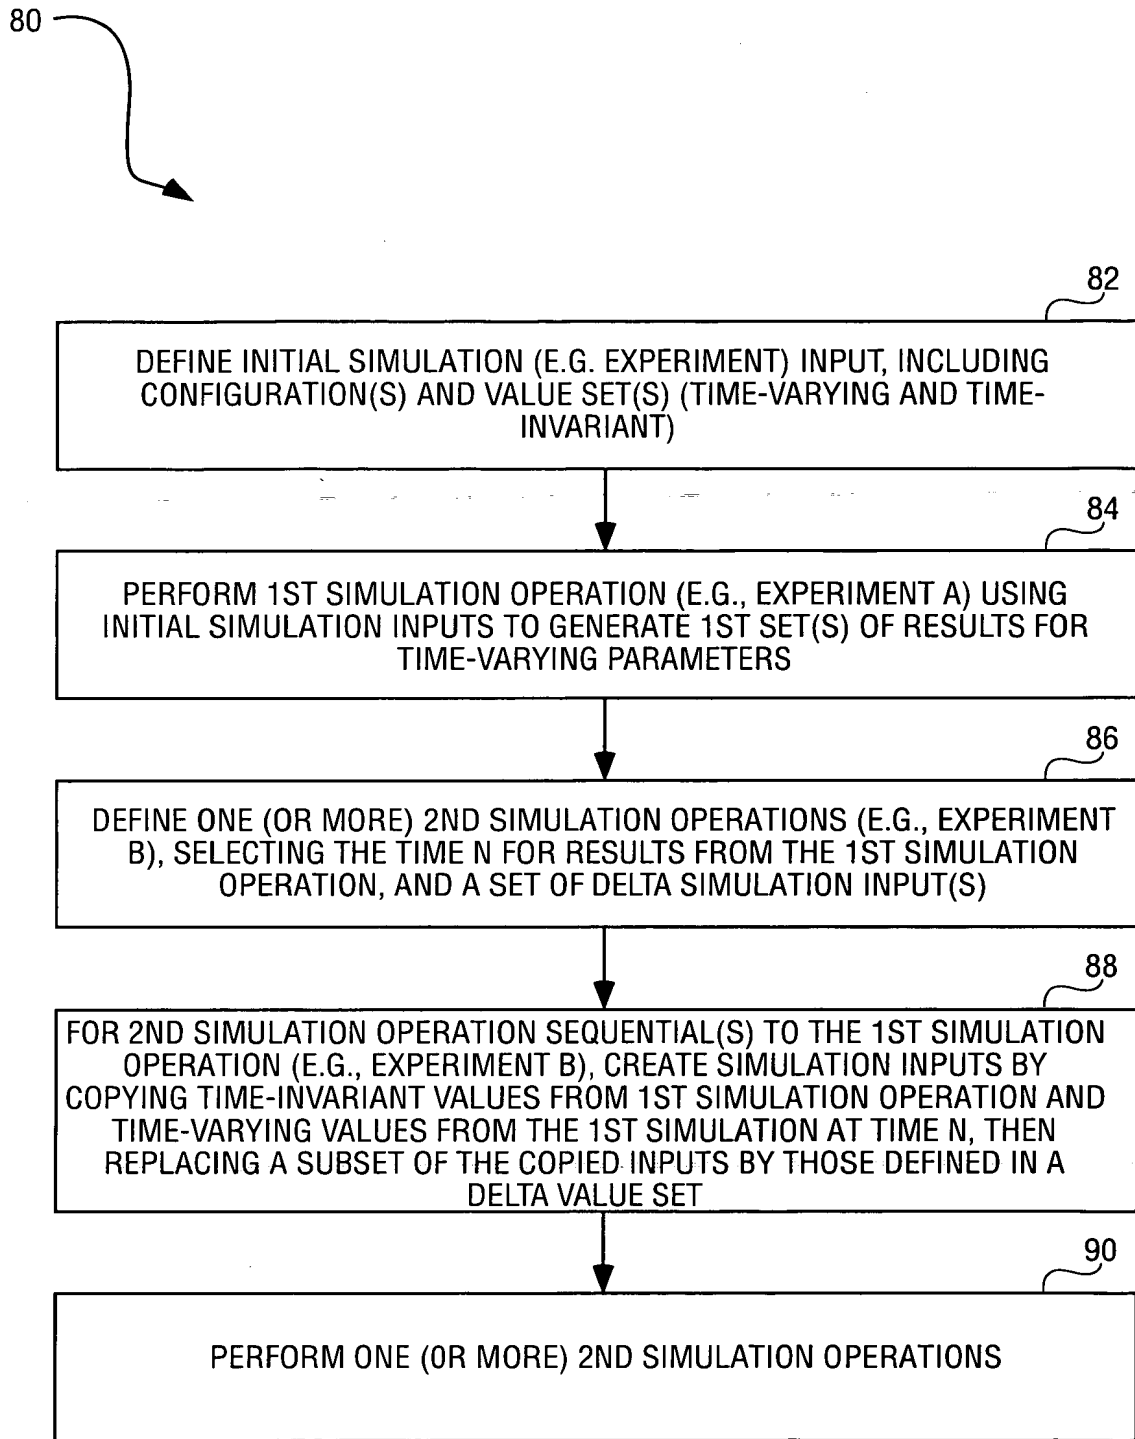 80
82
DEFINE INITIAL SIMULATION (E.G. EXPERIMENT) INPUT, INCLUDING
CONFIGURATION(S) AND VALUE SET(S) (TIME-VARYING AND TIME-
INVARIANT)
84
PERFORM 1ST SIMULATION OPERATION (E.G., EXPERIMENT A) USING
INITIAL SIMULATION INPUTS TO GENERATE 1ST SET(S) OF RESULTS FOR
TIME-VARYING PARAMETERS
86
DEFINE ONE (OR MORE) 2ND SIMULATION OPERATIONS (E.G., EXPERIMENT
B), SELECTING THE TIME N FOR RESULTS FROM THE 1ST SIMULATION
OPERATION, AND A SET OF DELTA SIMULATION INPUT(S)
88
FOR 2ND SIMULATION OPERATION SEQUENTIAL(S) TO THE 1ST SIMULATION
OPERATION (E.G., EXPERIMENT B), CREATE SIMULATION INPUTS BY
COPYING TIME-INVARIANT VALUES FROM 1ST SIMULATION OPERATION AND
TIME-VARYING VALUES FROM THE 1ST SIMULATION AT TIME N, THEN
REPLACING A SUBSET OF THE COPIED INPUTS BY THOSE DEFINED IN A
DELTA VALUE SET
90
PERFORM ONE (OR MORE) 2ND SIMULATION OPERATIONS